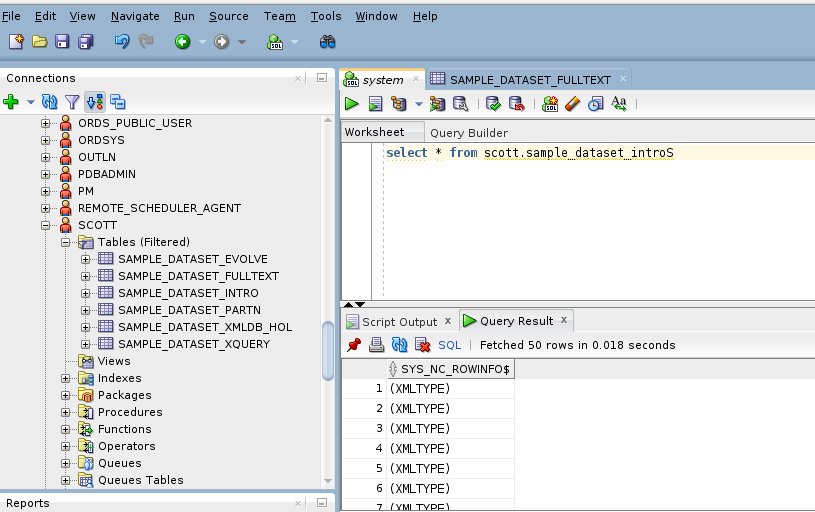 File Edit View Navigate Run Source Team Tools Window Help
Connections
ORDS_PUBLIC_USER
ORDSYS
OUTLN
PDBADMIN
PM
REMOTE_SCHEDULER_AGENT
SCOTT
Tables (Filtered)
SAMPLE_DATASET_EVOLVE
SAMPLE_DATASET_FULLTEXT
SAMPLE_DATASET_INTRO
SAMPLE_DATASET_PARTN
SAMPLE_DATASET_XMLDB_HOL
SAMPLE_DATASET_XQUERY
Views
Indexes
Packages
Procedures
Functions
Operators
Queues
Queues Tables
Reports
system SAMPLE_DATASET_FULLTEXT
Worksheet Query Builder
select * from scott.sample_dataset_introS
Script Output x Query Result x
SQL | Fetched 50 rows in 0.018 seconds
SYS_NC_ROWINFO$
1 (XMLTYPE)
2 (XMLTYPE)
3 (XMLTYPE)
4 (XMLTYPE)
5 (XMLTYPE)
6 (XMLTYPE)
7 (XMLTYPE)